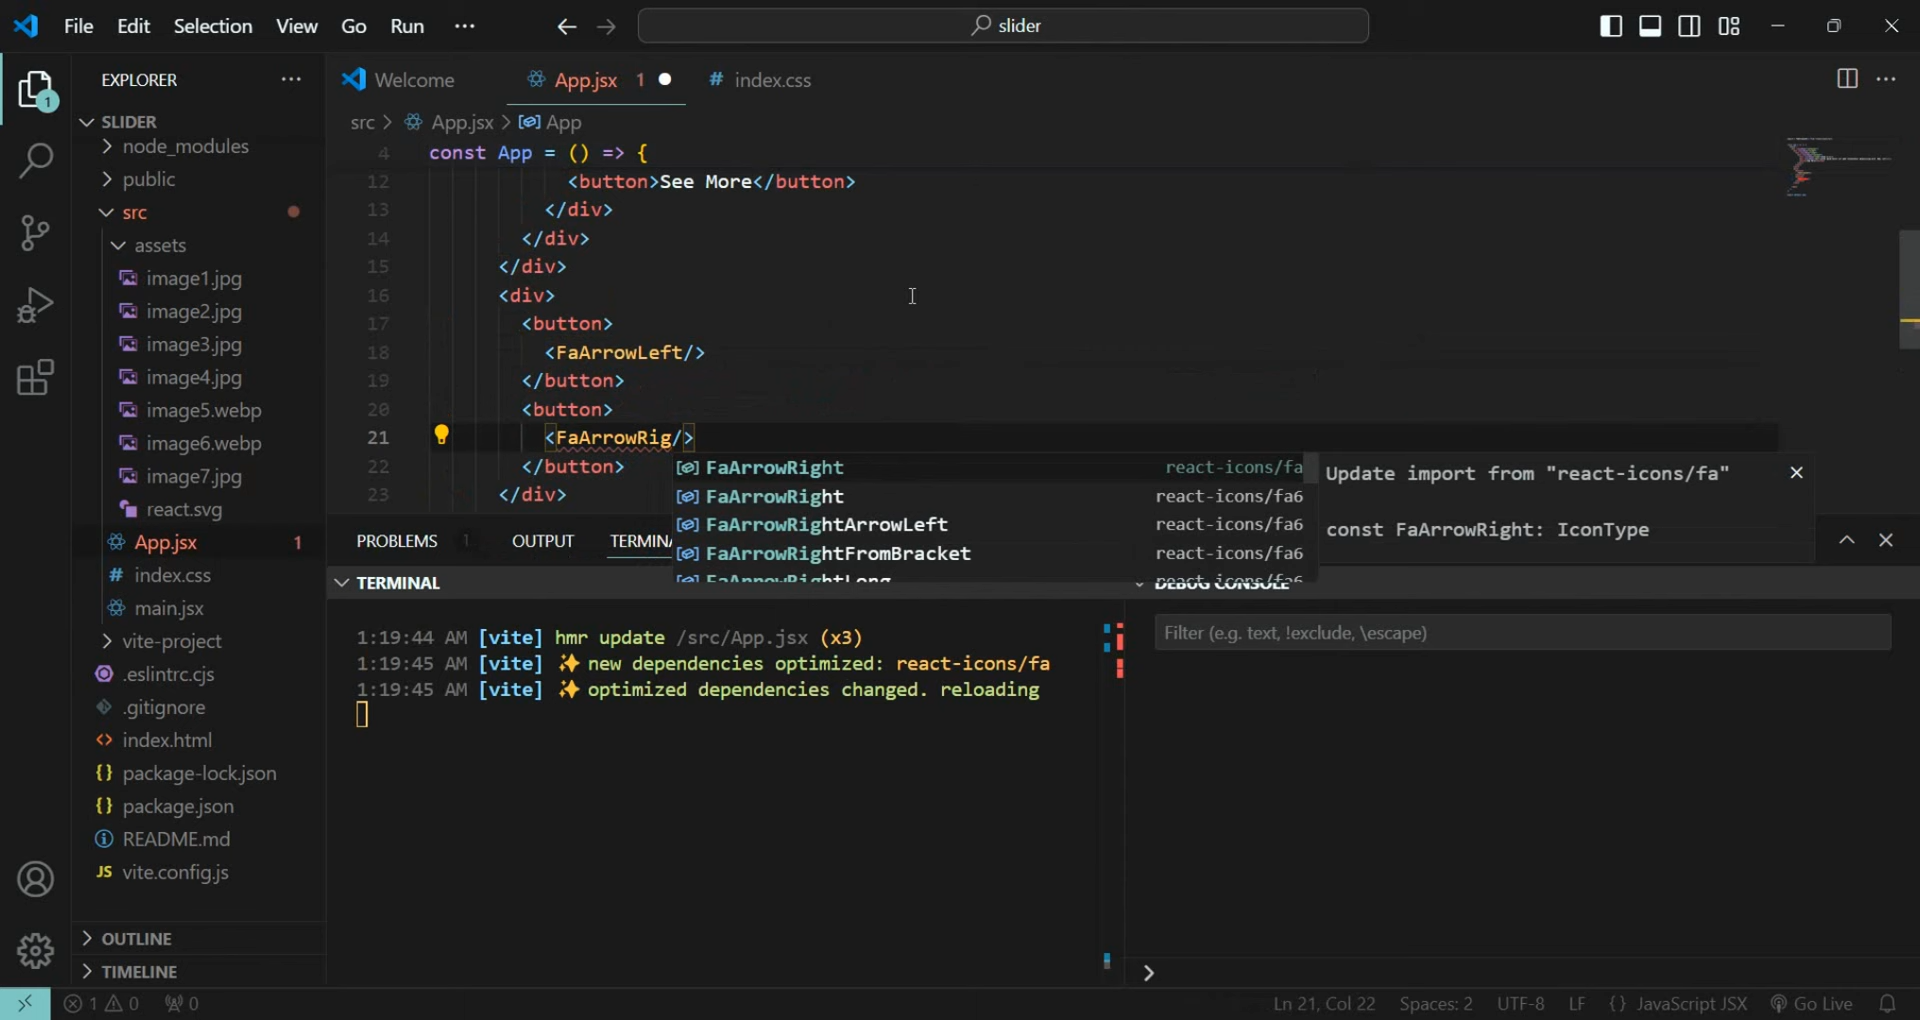 File Edit Selection View Go Run ··· slider
EXPLORER ···
Welcome App.jsx 1 # index.css
src > App.jsx > App
SLIDER
node_modules
public
src
assets
image1.jpg
image2.jpg
image3.jpg
image4.jpg
image5.webp
image6.webp
image7.jpg
react.svg
App.jsx 1
# index.css
main.jsx
vite-project
.eslintrc.cjs
.gitignore
<> index.html
{} package-lock.json
{} package.json
README.md
JS vite.config.js
OUTLINE
TIMELINE
4 const App = () => {
12 <button>See More</button>
13 </div>
14 </div>
15 </div>
16 <div>
17 <button>
18 <FaArrowLeft/>
19 </button>
20 <button>
21 <FaArrowRig/>
22 </button>
23 </div>
FaArrowRight react-icons/fa
FaArrowRight react-icons/fa6
FaArrowRightArrowLeft react-icons/fa6
FaArrowRightFromBracket react-icons/fa6
Update import from "react-icons/fa"
const FaArrowRight: IconType
PROBLEMS 1 OUTPUT
TERMINAL
1:19:44 AM [vite] hmr update /src/App.jsx (x3)
1:19:45 AM [vite] ✨ new dependencies optimized: react-icons/fa
1:19:45 AM [vite] ✨ optimized dependencies changed. reloading
DEBUG CONSOLE
Filter (e.g. text, !exclude, \escape)
1 0 0 Ln 21, Col 22 Spaces: 2 UTF-8 LF {} JavaScript JSX Go Live